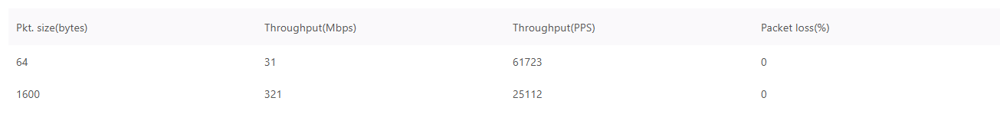 Pkt. size(bytes) Throughput(Mbps) Throughput(PPS) Packet loss(%)
64 31 61723 0
1600 321 25112 0